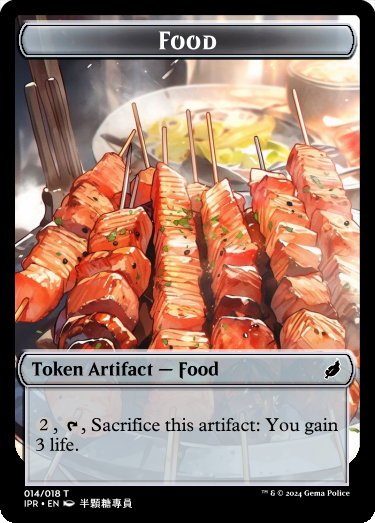 Food
Token Artifact — Food
2, , Sacrifice this artifact: You gain
3 life.
014/018 T
IPR • EN 半顆糖專員
™ & © 2024 Gema Police